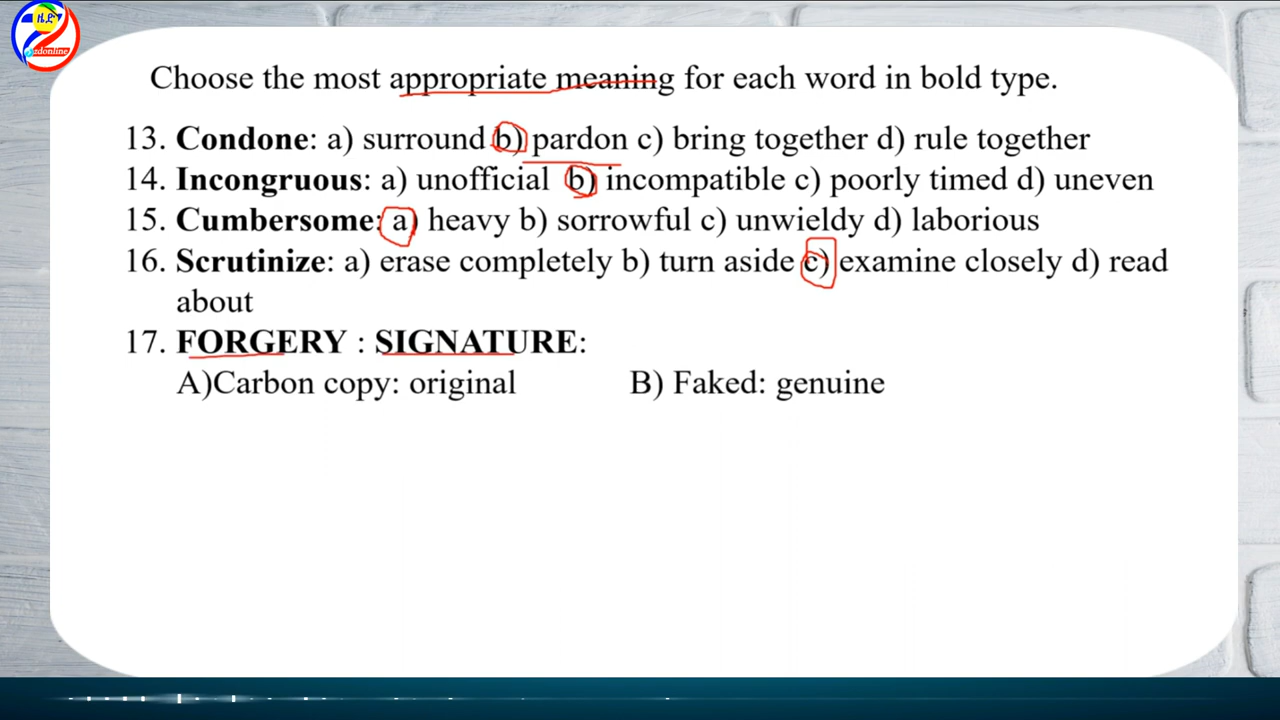 ዚድ
zdonline
Choose the most appropriate meaning for each word in bold type.
13. Condone: a) surround b) pardon c) bring together d) rule together
14. Incongruous: a) unofficial b) incompatible c) poorly timed d) uneven
15. Cumbersome: a) heavy b) sorrowful c) unwieldy d) laborious
16. Scrutinize: a) erase completely b) turn aside c) examine closely d) read
about
17. FORGERY : SIGNATURE:
A)Carbon copy: original B) Faked: genuine